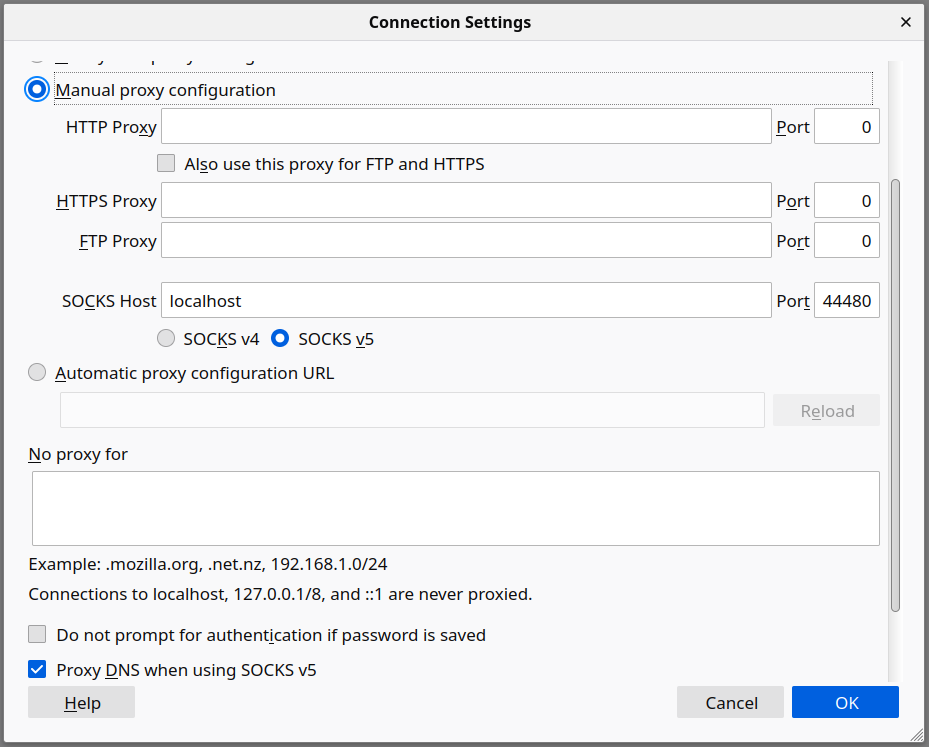 Connection Settings
Manual proxy configuration
HTTP Proxy Port 0
Also use this proxy for FTP and HTTPS
HTTPS Proxy Port 0
FTP Proxy Port 0
SOCKS Host localhost Port 44480
SOCKS v4 SOCKS v5
Automatic proxy configuration URL
Reload
No proxy for
Example: .mozilla.org, .net.nz, 192.168.1.0/24
Connections to localhost, 127.0.0.1/8, and ::1 are never proxied.
Do not prompt for authentication if password is saved
Proxy DNS when using SOCKS v5
Help Cancel OK